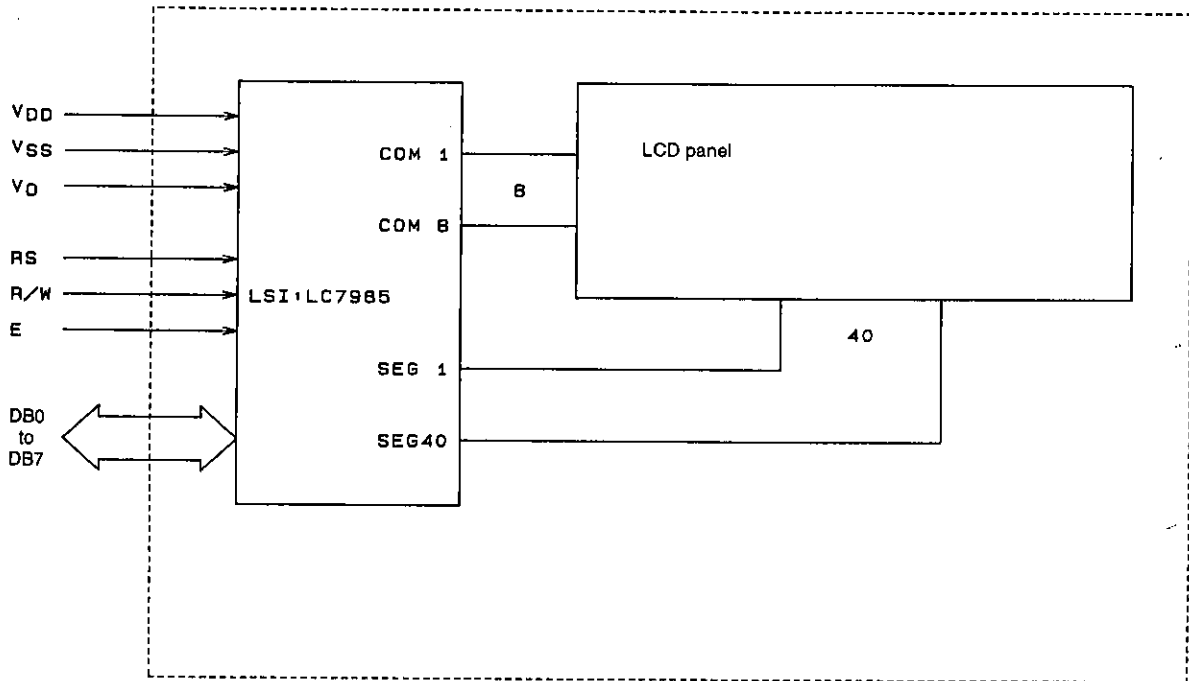 VDD
VSS
VO
RS
R/W
E
DB0
to
DB7
LSI:LC7985
COM 1
COM 8
SEG 1
SEG40
8
LCD panel
40